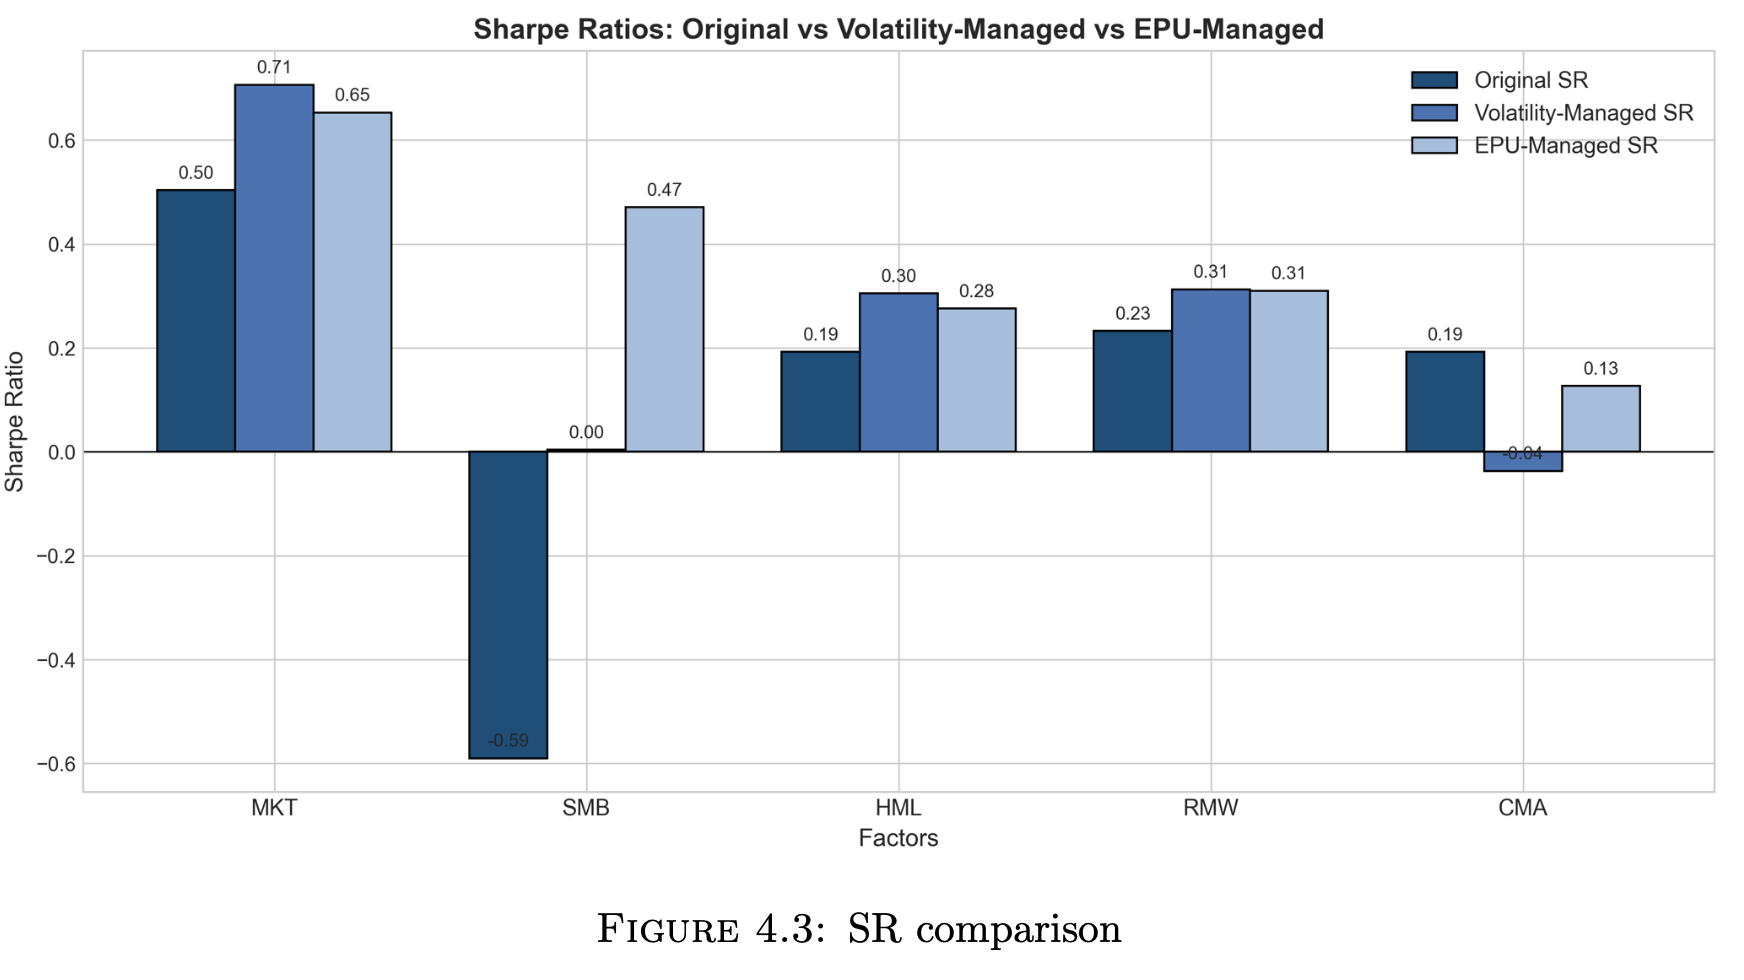 Sharpe Ratios: Original vs Volatility-Managed vs EPU-Managed
Original SR
Volatility-Managed SR
EPU-Managed SR
Sharpe Ratio
0.6
0.4
0.2
0.0
−0.2
−0.4
−0.6
0.50
0.71
0.65
-0.59
0.00
0.47
0.19
0.30
0.28
0.23
0.31
0.31
0.19
-0.04
0.13
MKT SMB HML RMW CMA
Factors
FIGURE 4.3: SR comparison